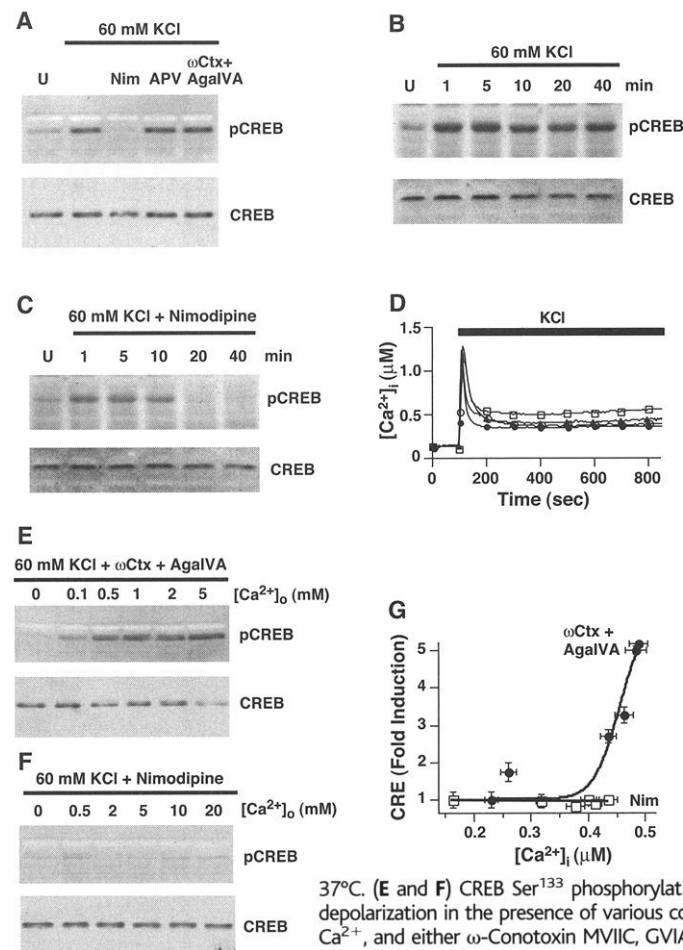 A
60 mM KCl
U Nim APV ωCtx+ AgaIVA
pCREB
CREB
B
60 mM KCl
U 1 5 10 20 40 min
pCREB
CREB
C
60 mM KCl + Nimodipine
U 1 5 10 20 40 min
pCREB
CREB
D
KCl
[Ca²⁺]ᵢ (μM)
1.5
1.0
0.5
0
0 200 400 600 800
Time (sec)
E
60 mM KCl + ωCtx + AgaIVA
0 0.1 0.5 1 2 5 [Ca²⁺]ₒ (mM)
pCREB
CREB
F
60 mM KCl + Nimodipine
0 0.5 2 5 10 20 [Ca²⁺]ₒ (mM)
pCREB
CREB
G
ωCtx +
AgaIVA
CRE (Fold Induction)
5
4
3
2
1
Nim
0.2 0.3 0.4 0.5
[Ca²⁺]ᵢ (μM)
37°C. (E and F) CREB Ser¹³³ phosphorylat
depolarization in the presence of various co
Ca²⁺, and either ω-Conotoxin MVIIC, GVIA